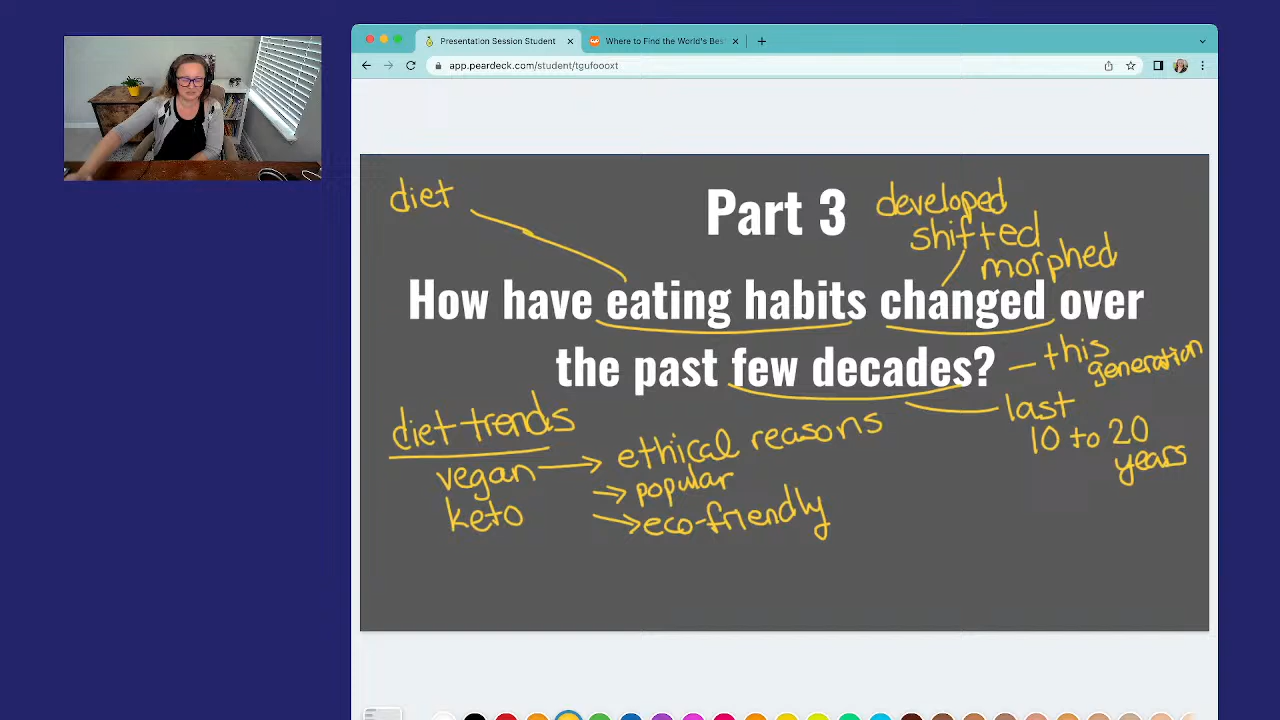 Presentation Session Student
Where to Find the World's Bes
app.peardeck.com/student/tgufoooxt
diet
Part 3
developed
shifted
morphed
How have eating habits changed over
the past few decades?
this
generation
last
10 to 20
years
diet trends
vegan
keto
ethical reasons
popular
eco-friendly